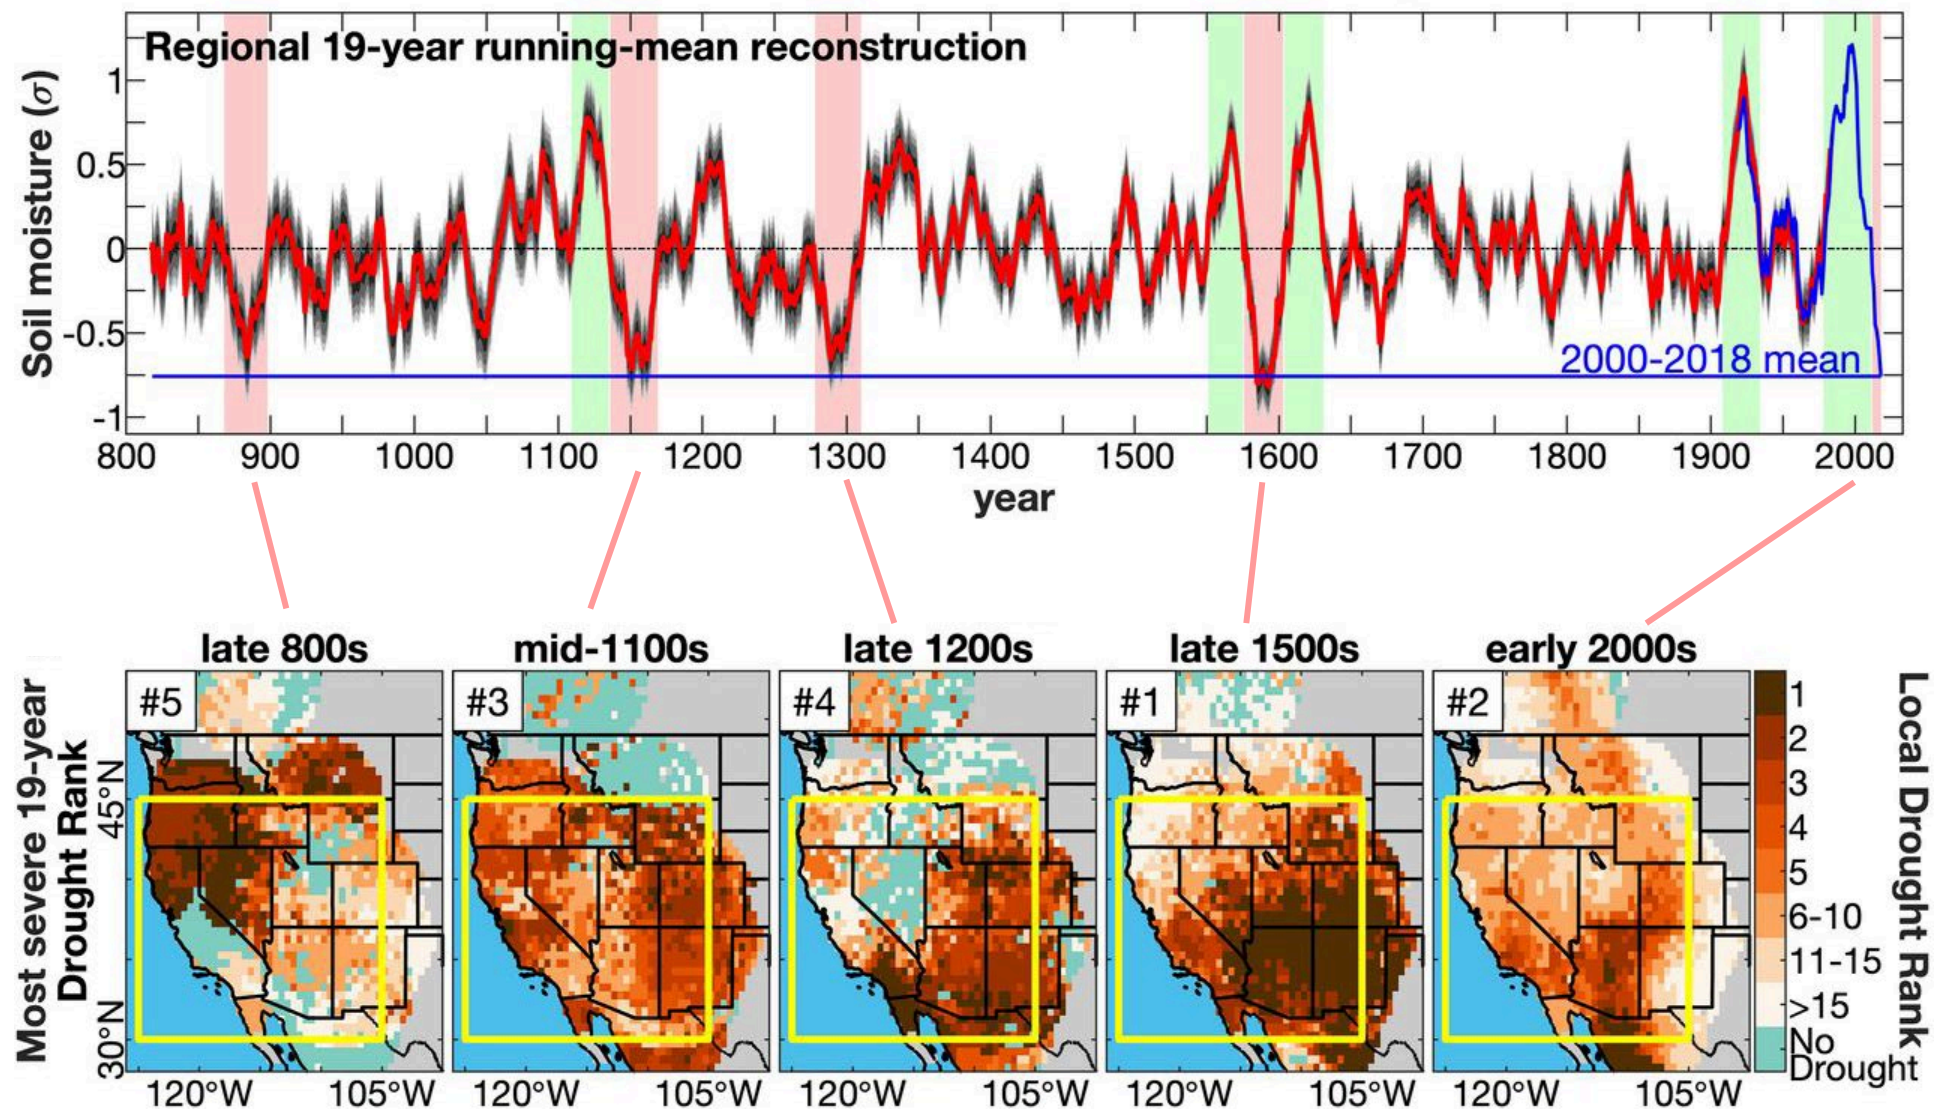 Regional 19-year running-mean reconstruction
Soil moisture (σ)
1
0.5
0
-0.5
-1
2000-2018 mean
800 900 1000 1100 1200 1300 1400 1500 1600 1700 1800 1900 2000
year
late 800s mid-1100s late 1200s late 1500s early 2000s
#5 #3 #4 #1 #2
Most severe 19-year
Drought Rank
45°N
30°N
120°W 105°W 120°W 105°W 120°W 105°W 120°W 105°W 120°W 105°W
1
2
3
4
5
6-10
11-15
>15
No
Drought
Local Drought Rank